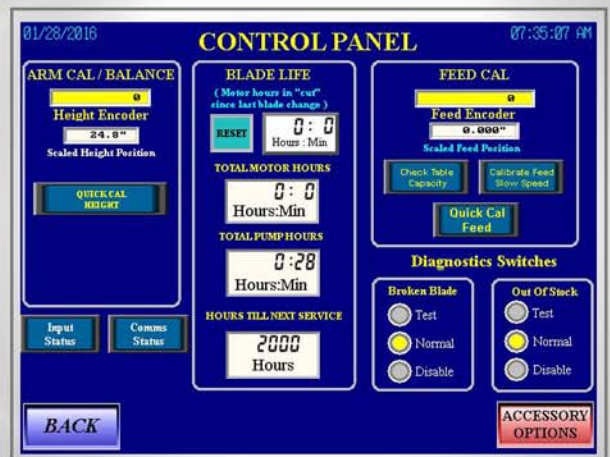 01/28/2016
CONTROL PANEL
07:35:07 AM
ARM CAL / BALANCE
0
Height Encoder
24.8"
Scaled Height Position
QUICK CAL
HEIGHT
Input
Status
Comms
Status
BLADE LIFE
( Motor hours in "cut"
since last blade change )
RESET
0: 0
Hours : Min
TOTAL MOTOR HOURS
0: 0
Hours:Min
TOTAL PUMP HOURS
0:28
Hours:Min
HOURS TILL NEXT SERVICE
2000
Hours
FEED CAL
0
Feed Encoder
0.000"
Scaled Feed Position
Check Table
Capacity
Calibrate Feed
Slow Speed
Quick Cal
Feed
Diagnostics Switches
Broken Blade
Test
Normal
Disable
Out Of Stock
Test
Normal
Disable
BACK
ACCESSORY
OPTIONS